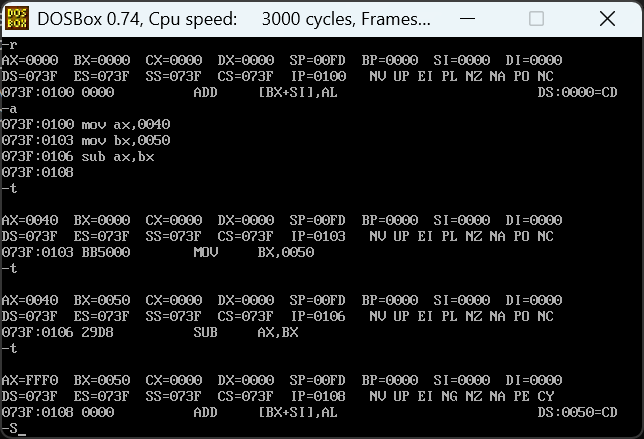 DOSBox 0.74, Cpu speed: 3000 cycles, Frames...
-r
AX=0000 BX=0000 CX=0000 DX=0000 SP=00FD BP=0000 SI=0000 DI=0000
DS=073F ES=073F SS=073F CS=073F IP=0100 NV UP EI PL NZ NA PO NC
073F:0100 0000 ADD [BX+SI],AL DS:0000=CD
-a
073F:0100 mov ax,0040
073F:0103 mov bx,0050
073F:0106 sub ax,bx
073F:0108
-t
AX=0040 BX=0000 CX=0000 DX=0000 SP=00FD BP=0000 SI=0000 DI=0000
DS=073F ES=073F SS=073F CS=073F IP=0103 NV UP EI PL NZ NA PO NC
073F:0103 BB5000 MOV BX,0050
-t
AX=0040 BX=0050 CX=0000 DX=0000 SP=00FD BP=0000 SI=0000 DI=0000
DS=073F ES=073F SS=073F CS=073F IP=0106 NV UP EI PL NZ NA PO NC
073F:0106 29D8 SUB AX,BX
-t
AX=FFF0 BX=0050 CX=0000 DX=0000 SP=00FD BP=0000 SI=0000 DI=0000
DS=073F ES=073F SS=073F CS=073F IP=0108 NV UP EI NG NZ NA PE CY
073F:0108 0000 ADD [BX+SI],AL DS:0050=CD
-S_